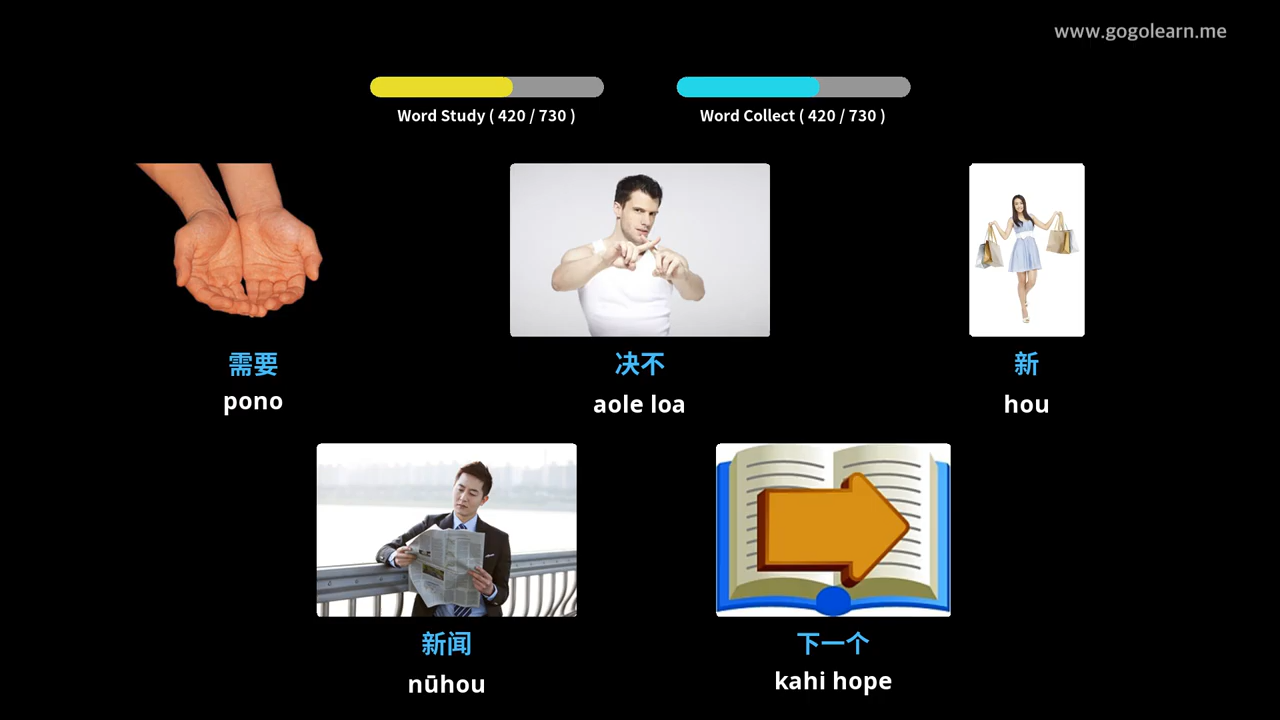 www.gogolearn.me
Word Study ( 420 / 730 )
Word Collect ( 420 / 730 )
需要
pono
决不
aole loa
新
hou
新闻
nūhou
下一个
kahi hope